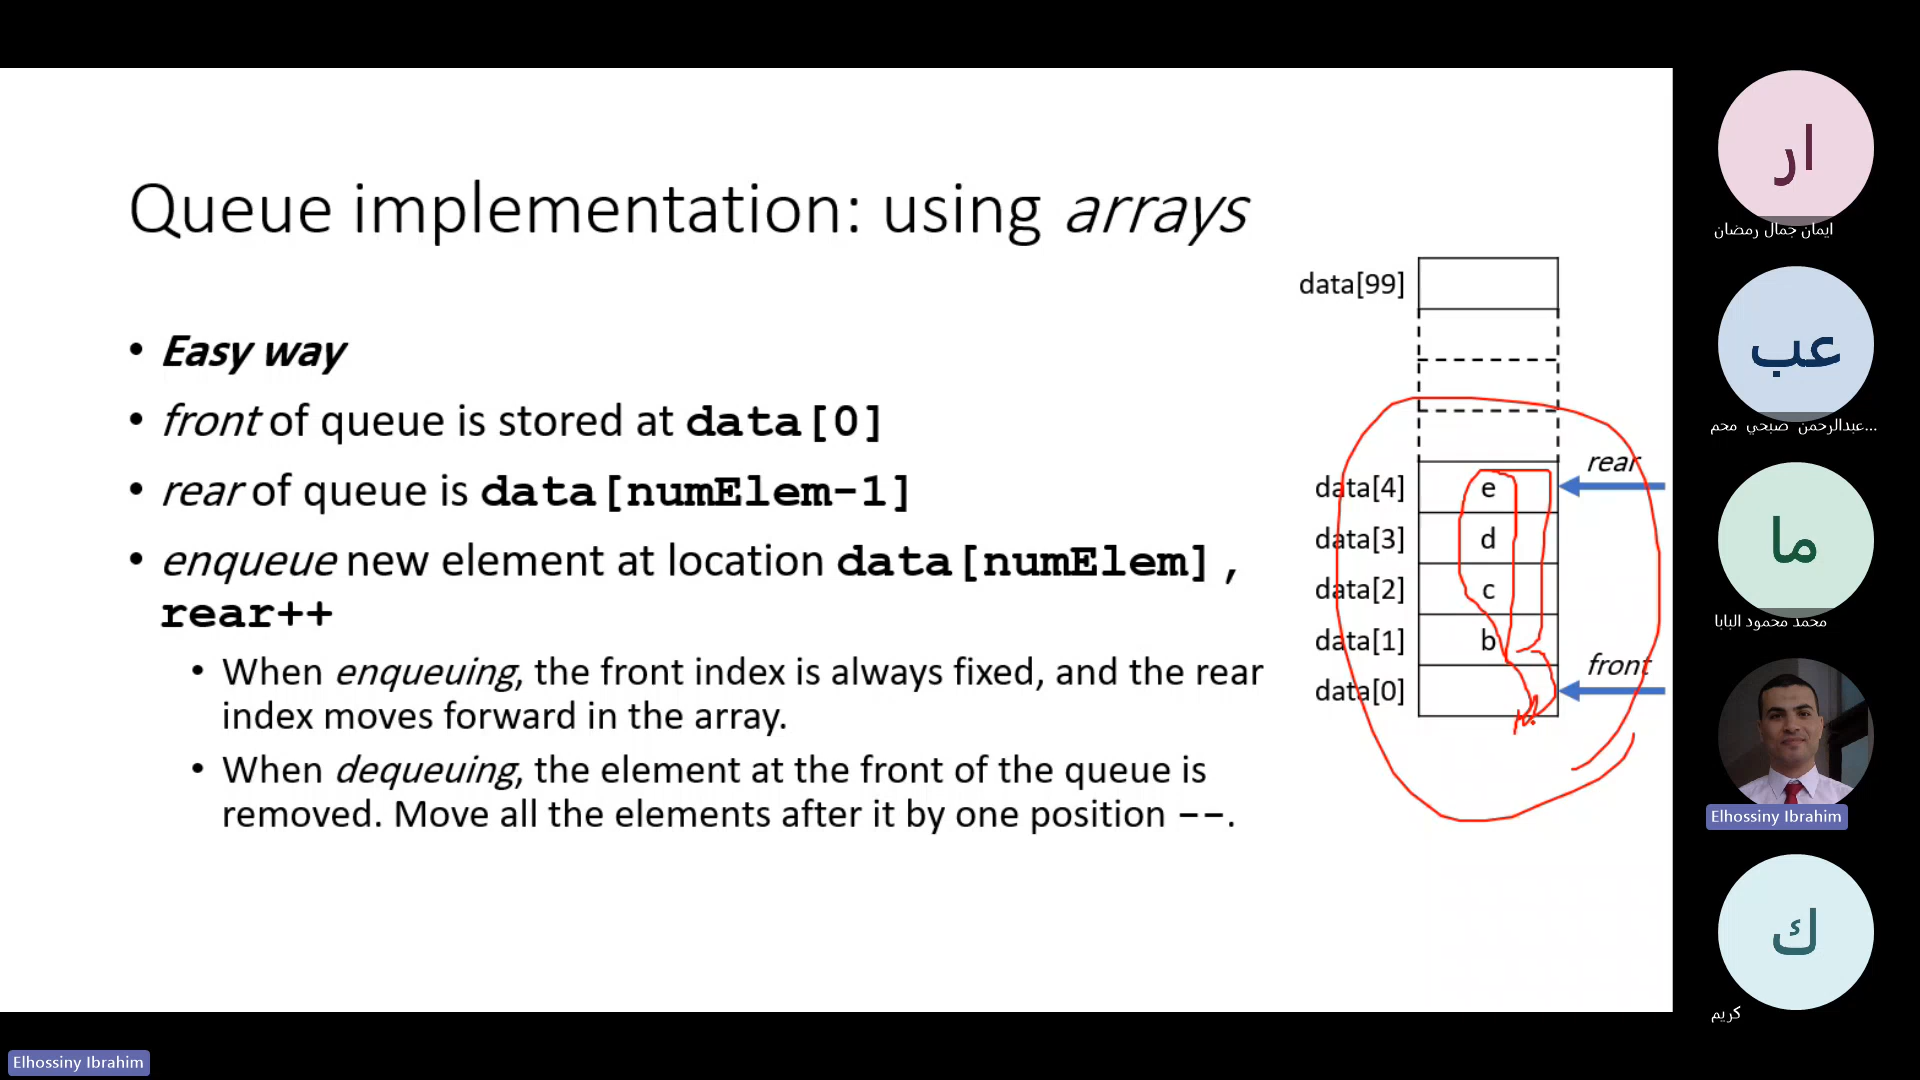 Queue implementation: using arrays
• Easy way
• front of queue is stored at data[0]
• rear of queue is data[numElem-1]
• enqueue new element at location data[numElem],
rear++
• When enqueuing, the front index is always fixed, and the rear
index moves forward in the array.
• When dequeuing, the element at the front of the queue is
removed. Move all the elements after it by one position --.
data[99]
data[4] e rear
data[3] d
data[2] c
data[1] b
data[0] front
ار
ايمان جمال رمضان
عب
عبدالرحمن صبحي محم...
ما
محمد محمود البابا
Elhossiny Ibrahim
ك
كريم
Elhossiny Ibrahim